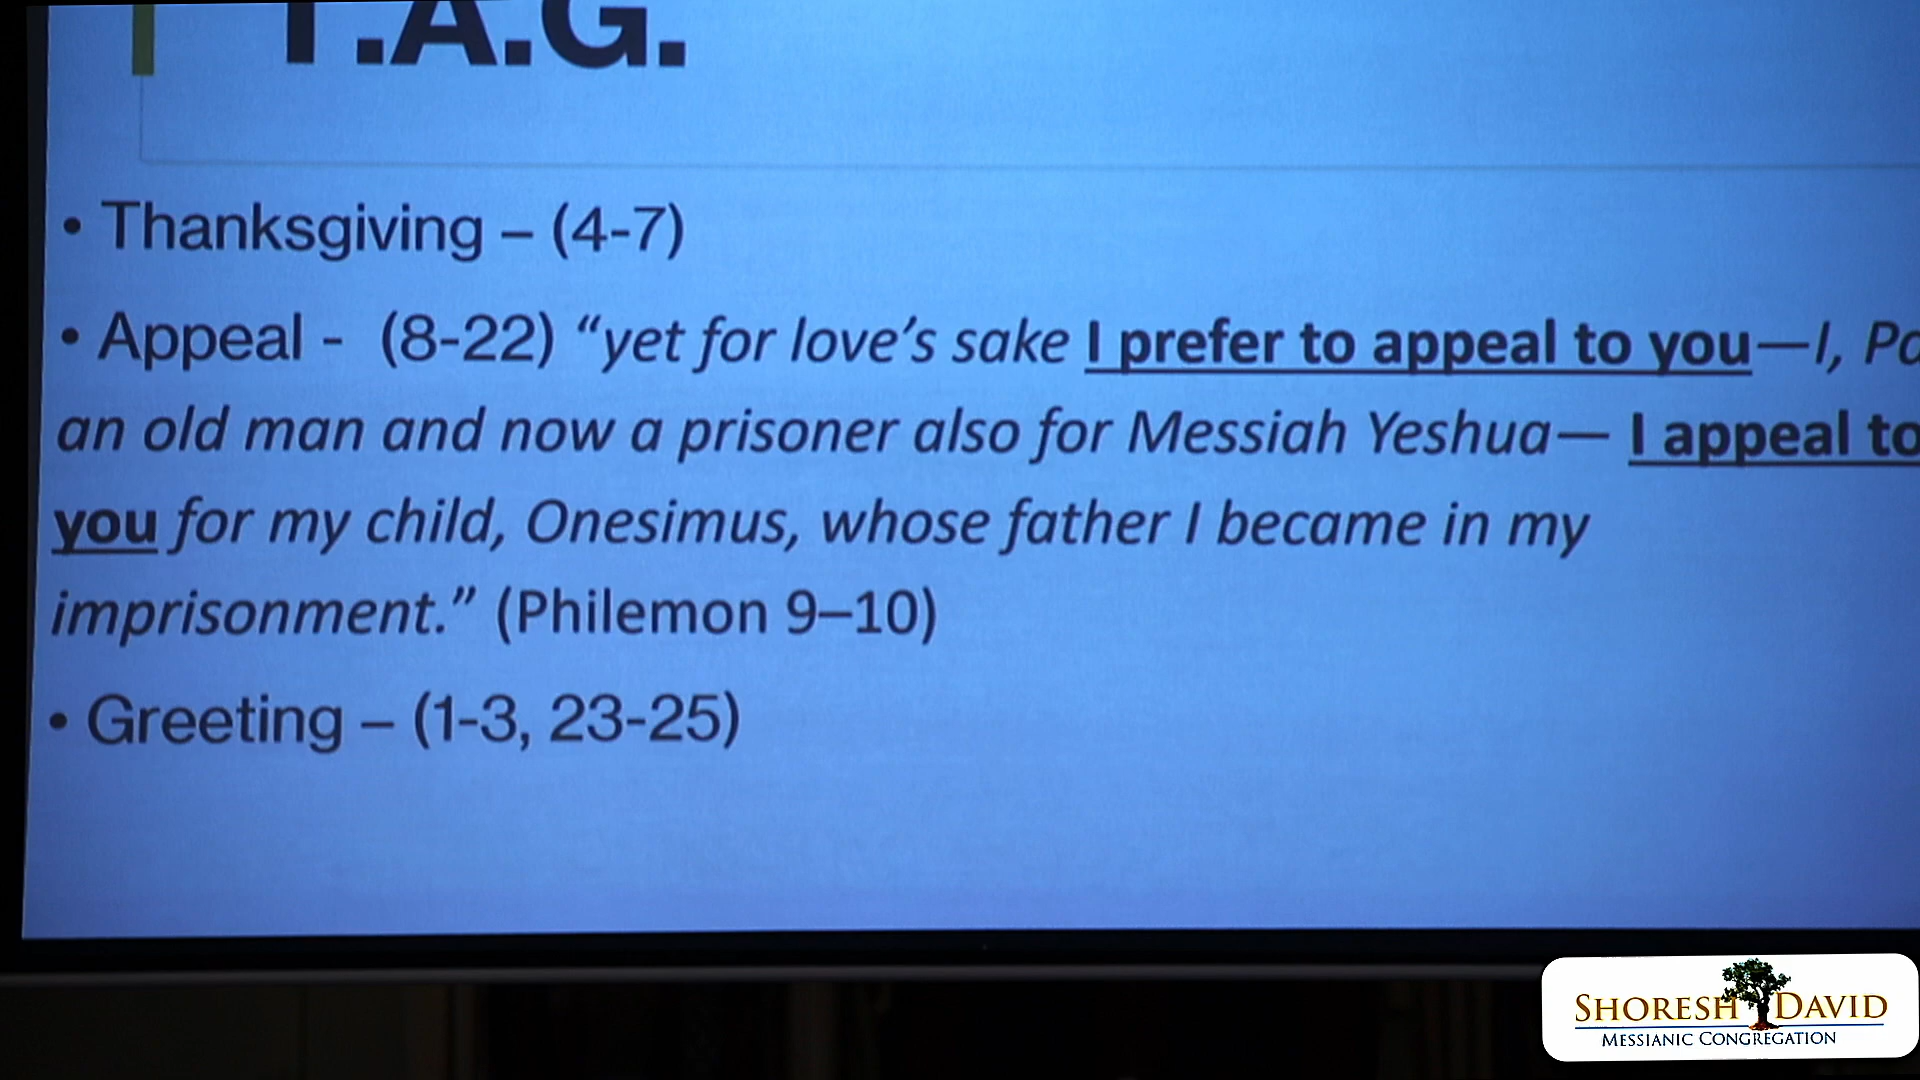 T.A.G.
• Thanksgiving – (4-7)
• Appeal - (8-22) “yet for love’s sake I prefer to appeal to you—I,
an old man and now a prisoner also for Messiah Yeshua— I appeal to
you for my child, Onesimus, whose father I became in my
imprisonment.” (Philemon 9–10)
• Greeting – (1-3, 23-25)
SHORESH DAVID
MESSIANIC CONGREGATION